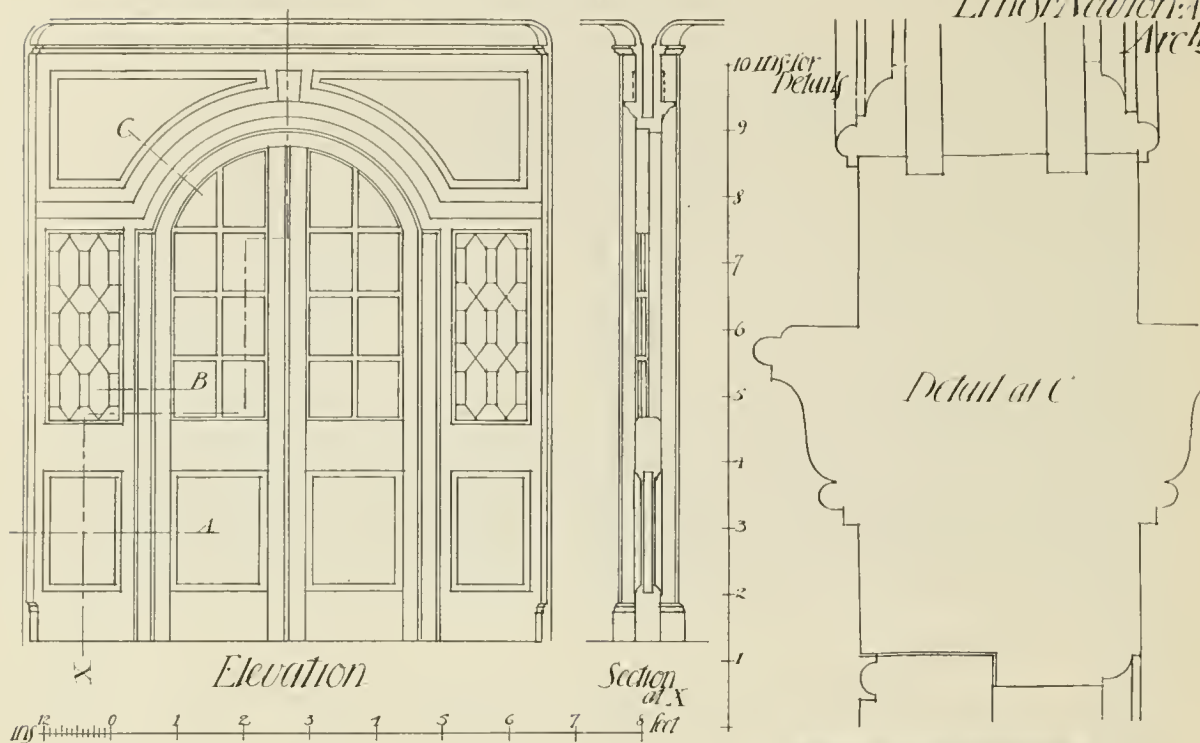 Ernest Newton: A
Arch
10 INS. for
Details
9
8
7
6
5
4
3
2
1
C
B
A
X
Detail at C
Elevation
Section
at X
INS 12 0 1 2 3 4 5 6 7 8 feet